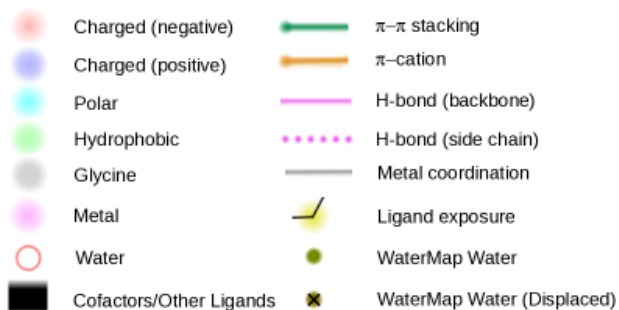 Charged (negative)
Charged (positive)
Polar
Hydrophobic
Glycine
Metal
Water
Cofactors/Other Ligands
π–π stacking
π–cation
H-bond (backbone)
H-bond (side chain)
Metal coordination
Ligand exposure
WaterMap Water
WaterMap Water (Displaced)